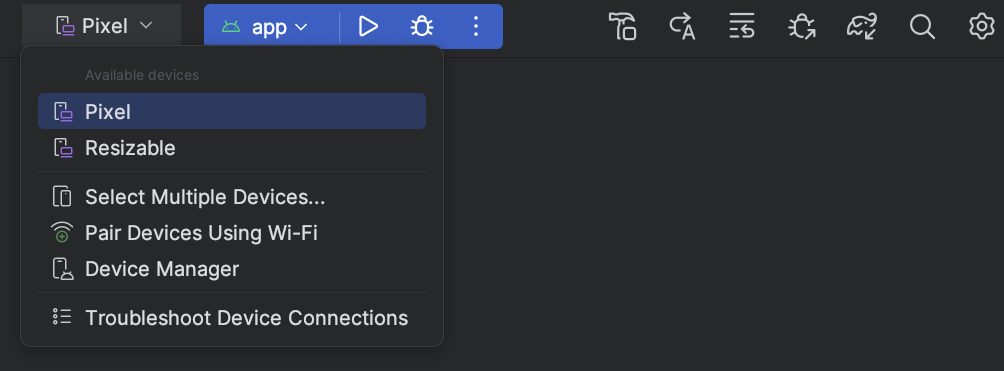 Pixel
app
Available devices
Pixel
Resizable
Select Multiple Devices...
Pair Devices Using Wi-Fi
Device Manager
Troubleshoot Device Connections